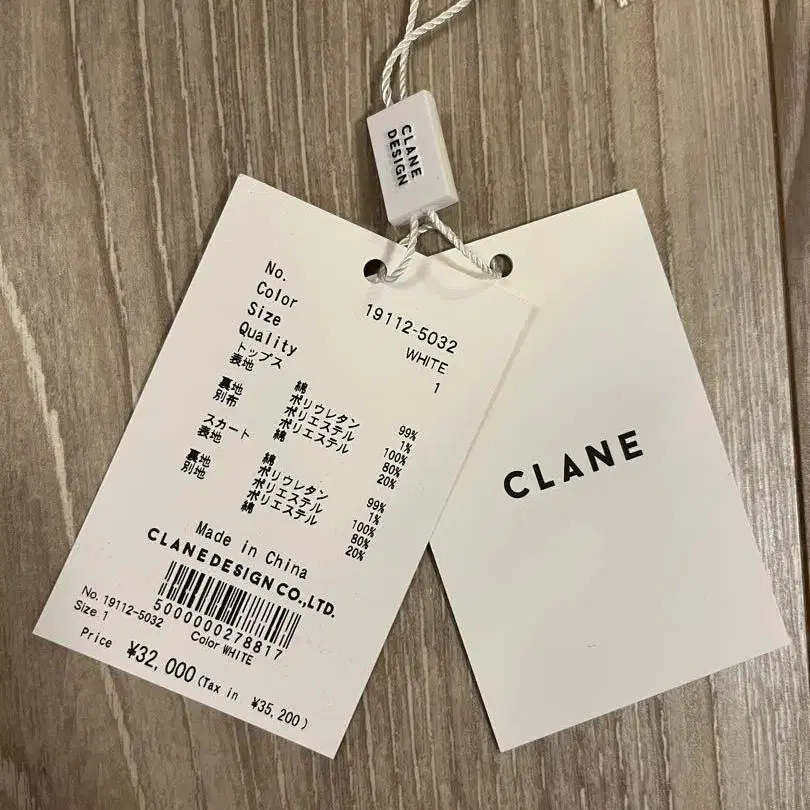 CLANE
DESIGN
No. 19112-5032
Color WHITE
Size 1
Quality
トップス
表地 綿 99%
ポリウレタン 1%
裏地 ポリエステル 100%
別布 ポリエステル 80%
綿 20%
スカート
表地 綿 99%
ポリウレタン 1%
裏地 ポリエステル 100%
別地 ポリエステル 80%
綿 20%
Made in China
CLANE DESIGN CO.,LTD.
5000000278817
No. 19112-5032 Color WHITE
Size 1
Price ¥32,000 (Tax in ¥35,200)
CLANE